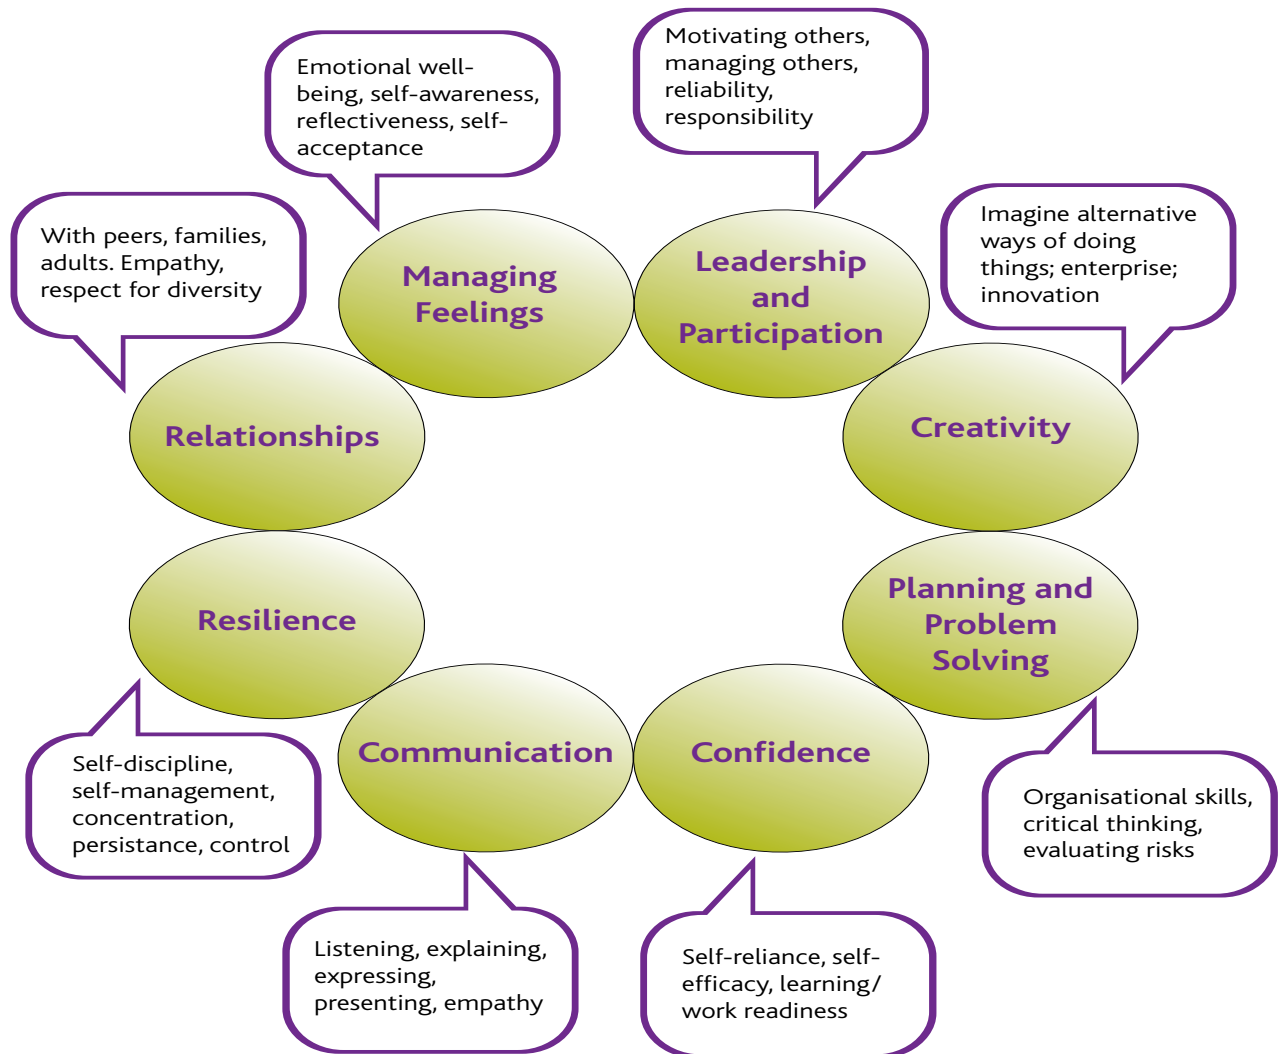 Emotional well-
being, self-awareness,
reflectiveness, self-
acceptance
Motivating others,
managing others,
reliability,
responsibility
With peers, families,
adults. Empathy,
respect for diversity
Imagine alternative
ways of doing
things; enterprise;
innovation
Managing
Feelings
Leadership
and
Participation
Relationships
Creativity
Resilience
Planning and
Problem
Solving
Communication
Confidence
Self-discipline,
self-management,
concentration,
persistance, control
Organisational skills,
critical thinking,
evaluating risks
Listening, explaining,
expressing,
presenting, empathy
Self-reliance, self-
efficacy, learning/
work readiness